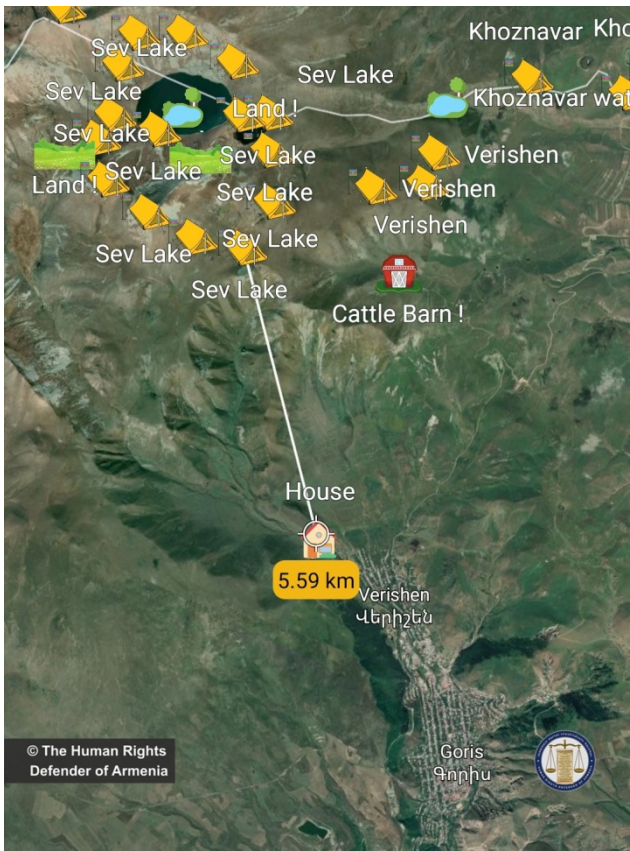 Khoznavar
Kho
Sev Lake
Sev Lake
Sev Lake
Land !
Khoznavar wat
Sev Lake
Sev Lake
Verishen
Land !
Sev Lake
Sev Lake
Verishen
Verishen
Sev Lake
Sev Lake
Sev Lake
Cattle Barn !
House
5.59 km
Verishen
Վերիշեն
Goris
Գորիս
© The Human Rights
Defender of Armenia